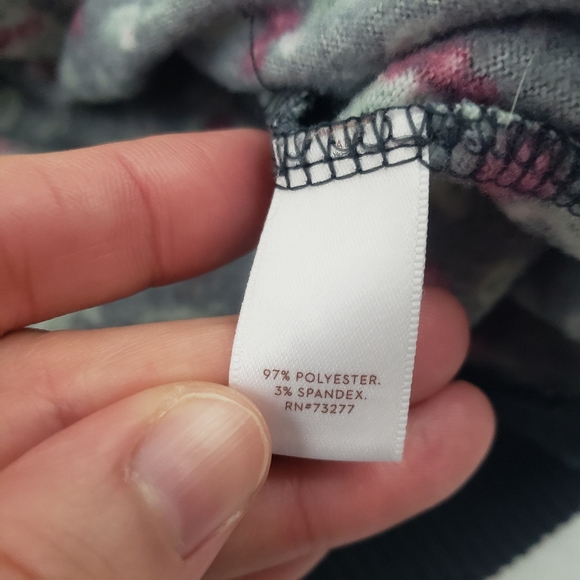 97% POLYESTER.
3% SPANDEX.
RN#73277